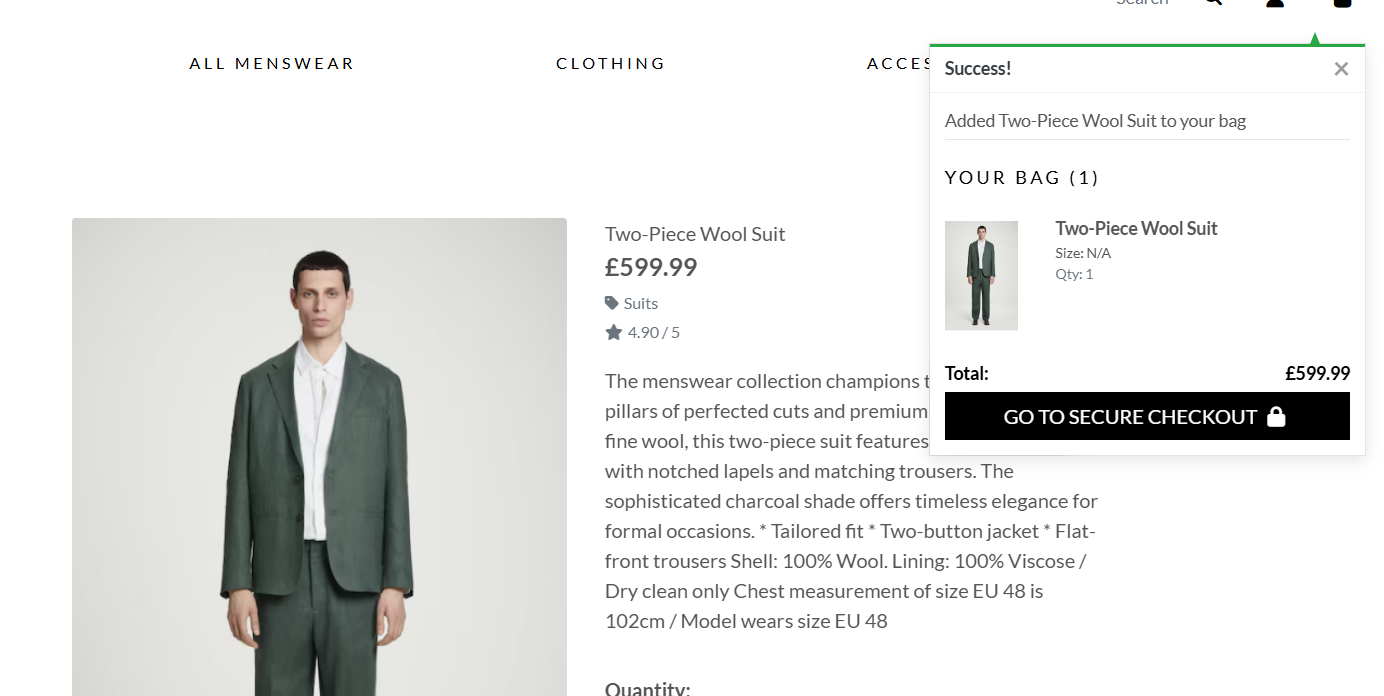 Search
ALL MENSWEAR
CLOTHING
ACCES
Success!
×
Added Two-Piece Wool Suit to your bag
YOUR BAG (1)
Two-Piece Wool Suit
Size: N/A
Qty: 1
Total: £599.99
GO TO SECURE CHECKOUT
Two-Piece Wool Suit
£599.99
Suits
4.90 / 5
The menswear collection champions
pillars of perfected cuts and premium
fine wool, this two-piece suit features
with notched lapels and matching trousers. The
sophisticated charcoal shade offers timeless elegance for
formal occasions. * Tailored fit * Two-button jacket * Flat-
front trousers Shell: 100% Wool. Lining: 100% Viscose /
Dry clean only Chest measurement of size EU 48 is
102cm / Model wears size EU 48
Quantity: